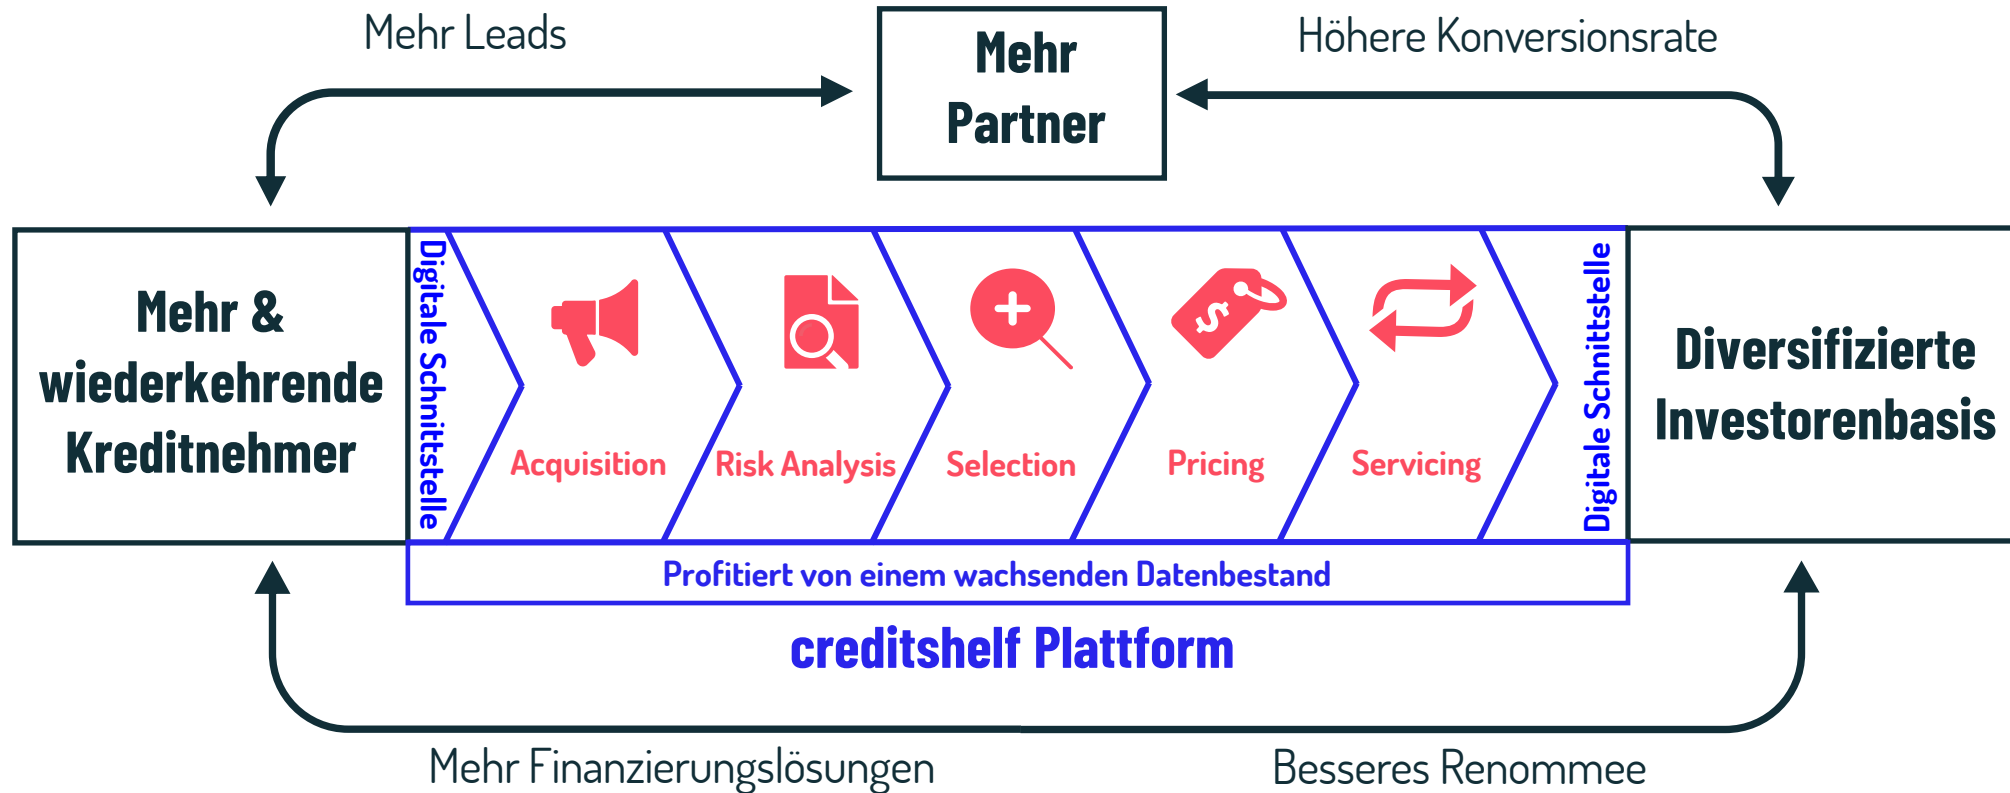 Mehr Leads
Mehr
Partner
Höhere Konversionsrate
Mehr &
wiederkehrende
Kreditnehmer
Digitale Schnittstelle
Acquisition
Risk Analysis
Selection
Pricing
Servicing
Digitale Schnittstelle
Diversifizierte
Investorenbasis
Profitiert von einem wachsenden Datenbestand
creditshelf Plattform
Mehr Finanzierungslösungen
Besseres Renommee